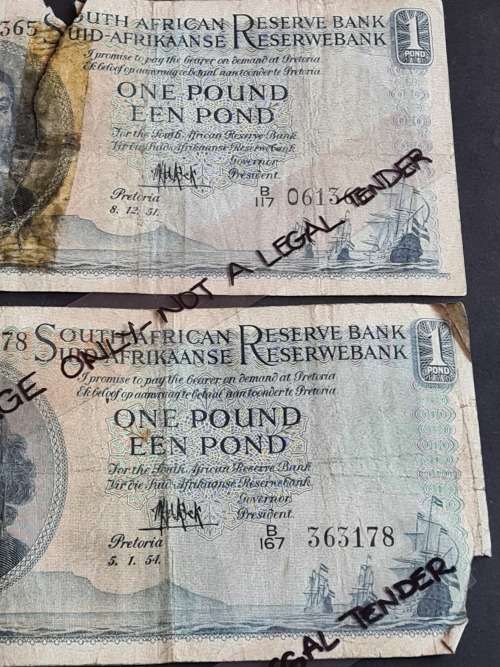 365
SOUTH AFRICAN RESERVE BANK
SUID-AFRIKAANSE RESERWEBANK
1
POND
I promise to pay the bearer on demand at Pretoria
Ek beloof op aanvraag te betaal aan toonder te Pretoria
ONE POUND
EEN POND
For the South African Reserve Bank
Vir die Suid-Afrikaanse Reserwebank
Governor
President.
Pretoria
8. 12. 51.
B
117
NOT A LEGAL TENDER
178
SOUTH AFRICAN RESERVE BANK
SUID-AFRIKAANSE RESERWEBANK
1
POND
GE ONLY
I promise to pay the bearer on demand at Pretoria
Ek beloof op aanvraag te betaal aan toonder te Pretoria
ONE POUND
EEN POND
For the South African Reserve Bank
Vir die Suid-Afrikaanse Reserwebank
Governor
President.
Pretoria
5. 1. 54.
B
167
363178
EGAL TENDER